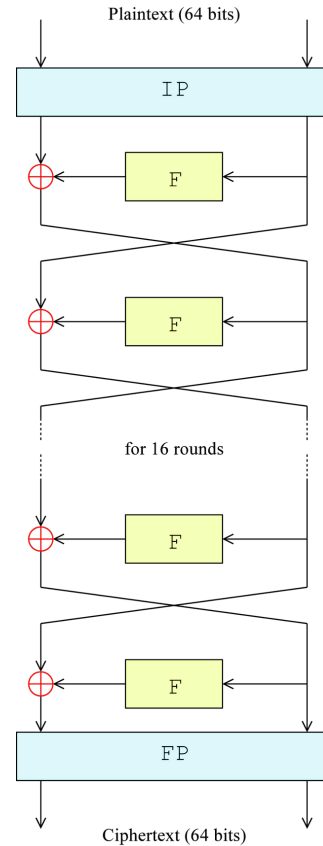 Plaintext (64 bits)
IP
F
F
for 16 rounds
F
F
FP
Ciphertext (64 bits)